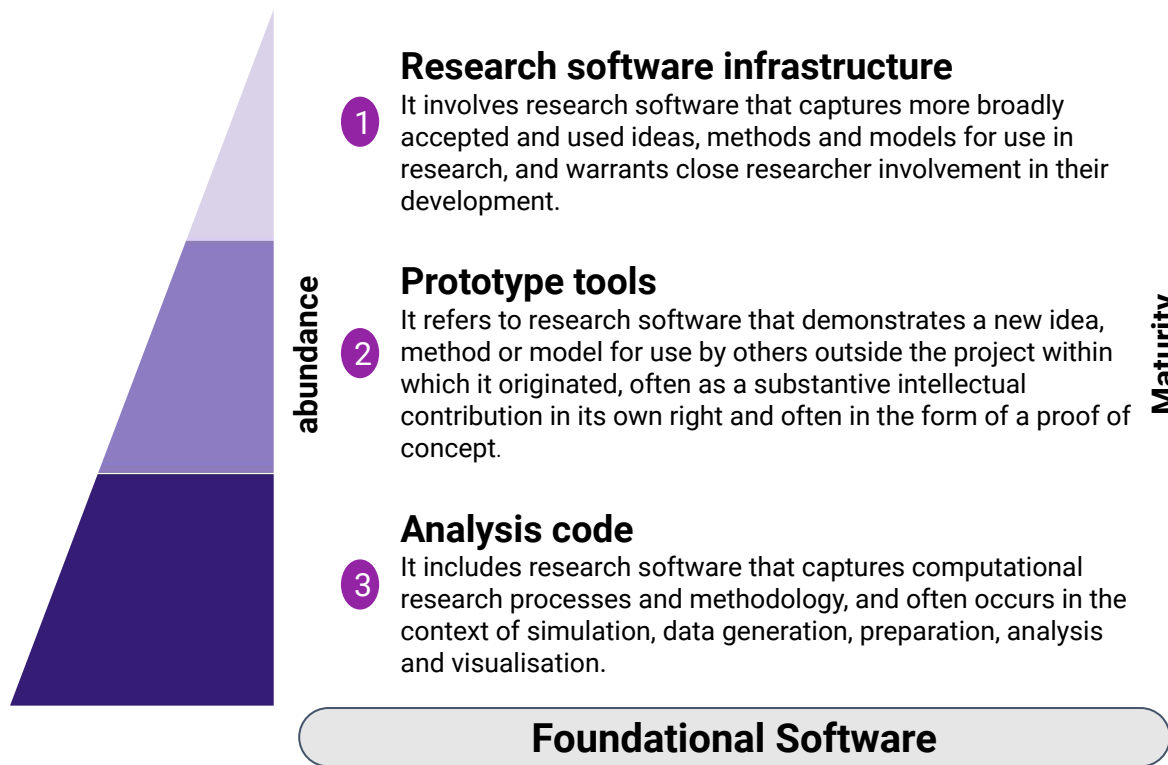 Research software infrastructure
1
It involves research software that captures more broadly
accepted and used ideas, methods and models for use in
research, and warrants close researcher involvement in their
development.
abundance
Prototype tools
2
It refers to research software that demonstrates a new idea,
method or model for use by others outside the project within
which it originated, often as a substantive intellectual
contribution in its own right and often in the form of a proof of
concept.
Maturity
Analysis code
3
It includes research software that captures computational
research processes and methodology, and often occurs in the
context of simulation, data generation, preparation, analysis
and visualisation.
Foundational Software